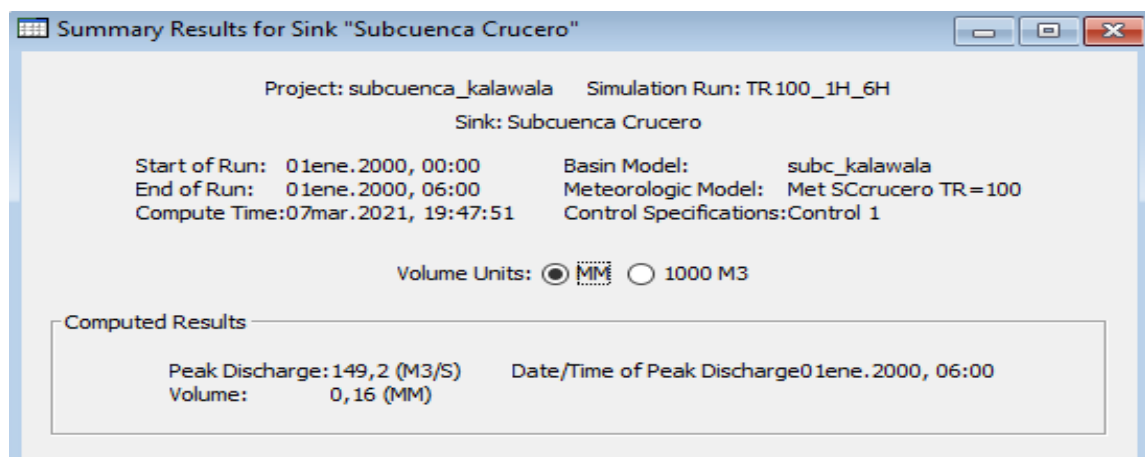 Summary Results for Sink "Subcuenca Crucero"
Project: subcuenca_kalawala Simulation Run: TR100_1H_6H
Sink: Subcuenca Crucero
Start of Run: 01ene.2000, 00:00 Basin Model: subc_kalawala
End of Run: 01ene.2000, 06:00 Meteorologic Model: Met SCcrucero TR=100
Compute Time:07mar.2021, 19:47:51 Control Specifications:Control 1
Volume Units: MM 1000 M3
Computed Results
Peak Discharge:149,2 (M3/S) Date/Time of Peak Discharge01ene.2000, 06:00
Volume: 0,16 (MM)